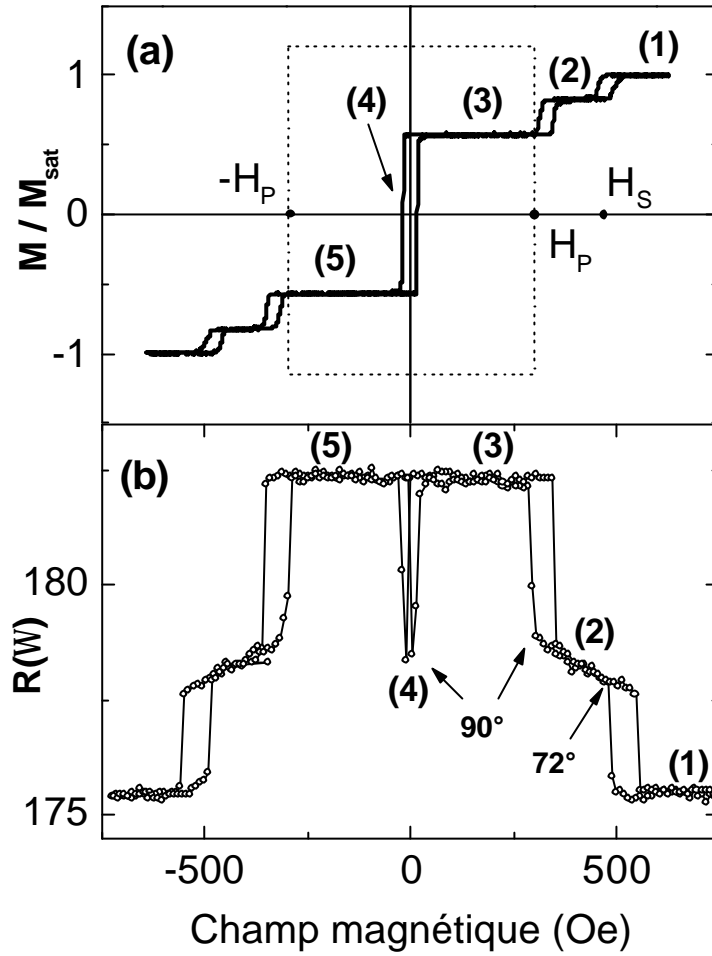 (a)
(1)
(2)
(3)
(4)
(5)
1
0
-1
M / M_sat
-H_P
H_P
H_S
(b)
(5)
(3)
(2)
(4)
(1)
90°
72°
180
175
R(W)
-500
0
500
Champ magnétique (Oe)